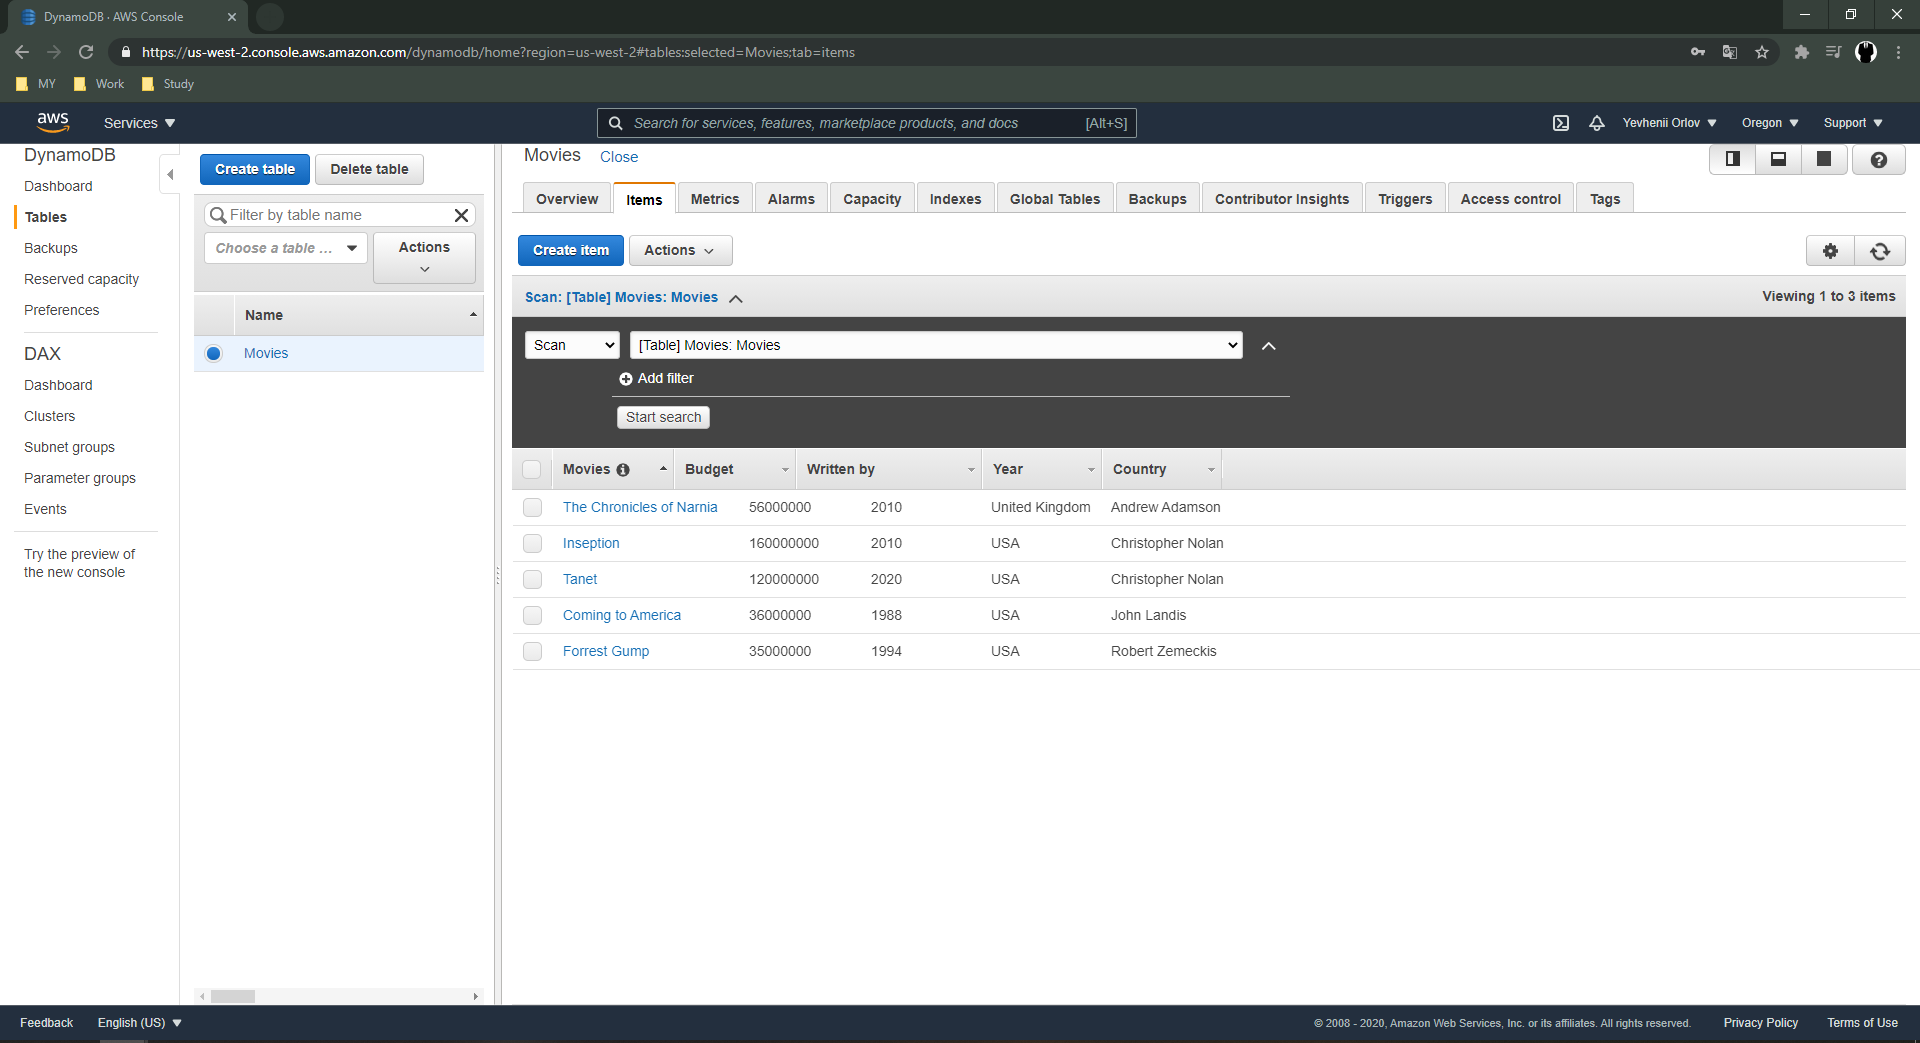 DynamoDB · AWS Console
https://us-west-2.console.aws.amazon.com/dynamodb/home?region=us-west-2#tables:selected=Movies;tab=items
MY Work Study
aws Services Search for services, features, marketplace products, and docs [Alt+S] Yevhenii Orlov Oregon Support
DynamoDB
Dashboard
Tables
Backups
Reserved capacity
Preferences
DAX
Dashboard
Clusters
Subnet groups
Parameter groups
Events
Try the preview of
the new console
Create table Delete table
Filter by table name
Choose a table ... Actions
Name
Movies
Movies Close
Overview Items Metrics Alarms Capacity Indexes Global Tables Backups Contributor Insights Triggers Access control Tags
Create item Actions
Scan: [Table] Movies: Movies Viewing 1 to 3 items
Scan [Table] Movies: Movies
Add filter
Start search
Movies Budget Written by Year Country
The Chronicles of Narnia 56000000 2010 United Kingdom Andrew Adamson
Inseption 160000000 2010 USA Christopher Nolan
Tanet 120000000 2020 USA Christopher Nolan
Coming to America 36000000 1988 USA John Landis
Forrest Gump 35000000 1994 USA Robert Zemeckis
Feedback English (US) © 2008 - 2020, Amazon Web Services, Inc. or its affiliates. All rights reserved. Privacy Policy Terms of Use